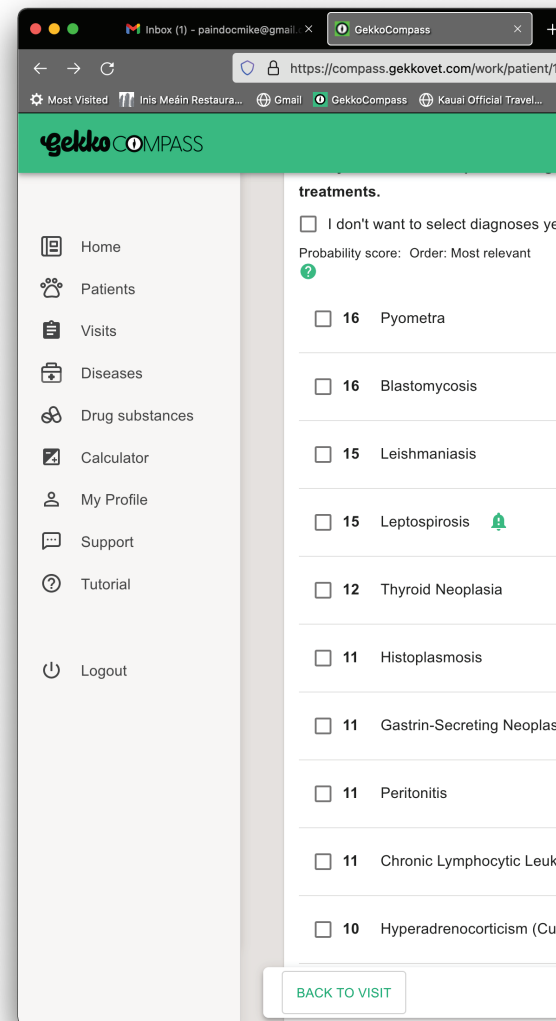 Inbox (1) - paindocmike@gmail.
GekkoCompass
https://compass.gekkovet.com/work/patient/1
Most Visited Inis Meáin Restaura... Gmail GekkoCompass Kauai Official Travel...
Gekko COMPASS
treatments.
I don't want to select diagnoses ye
Probability score: Order: Most relevant
Home
Patients
Visits
Diseases
Drug substances
Calculator
My Profile
Support
Tutorial
Logout
16 Pyometra
16 Blastomycosis
15 Leishmaniasis
15 Leptospirosis
12 Thyroid Neoplasia
11 Histoplasmosis
11 Gastrin-Secreting Neoplas
11 Peritonitis
11 Chronic Lymphocytic Leuk
10 Hyperadrenocorticism (Cu
BACK TO VISIT